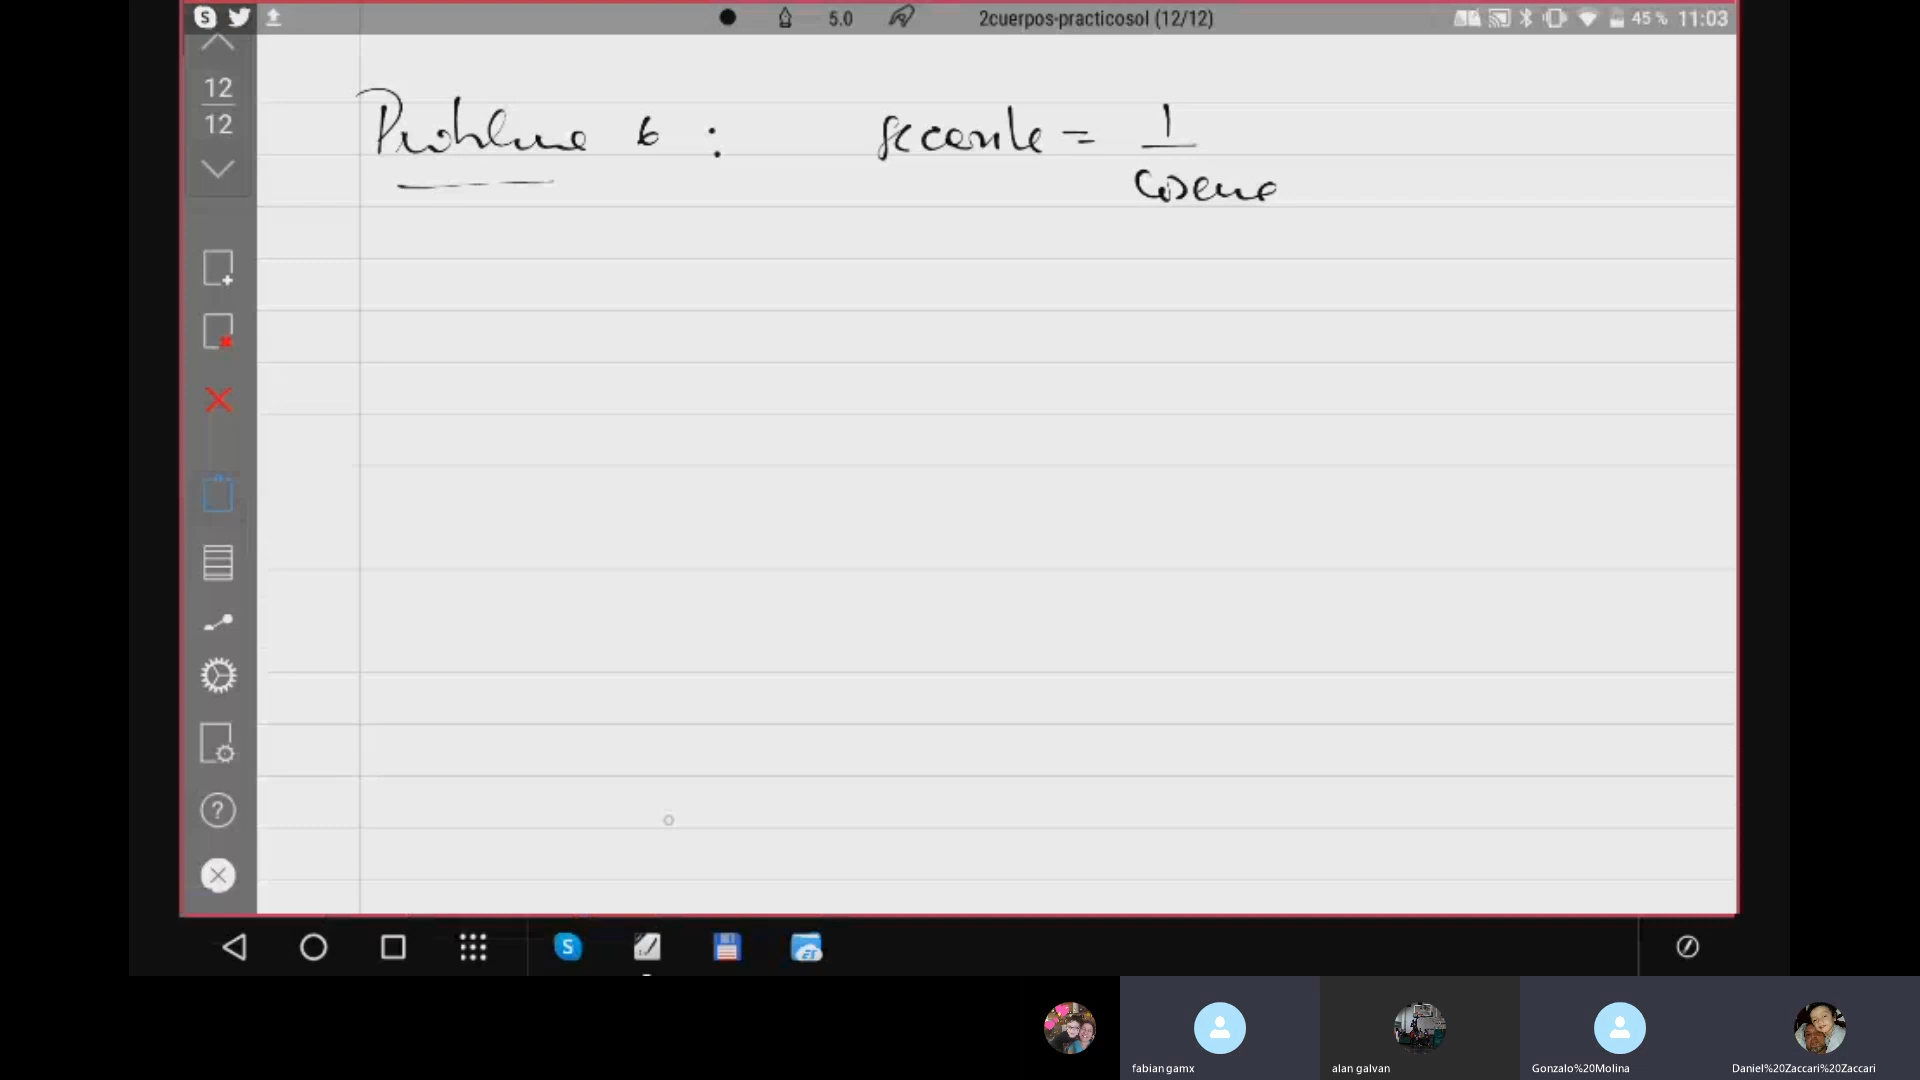 5.0 2cuerpos-practicosol (12/12) 45 % 11:03
12
12
Problema 6 : secante = 1
coseno
fabian gamx alan galvan Gonzalo%20Molina Daniel%20Zaccari%20Zaccari